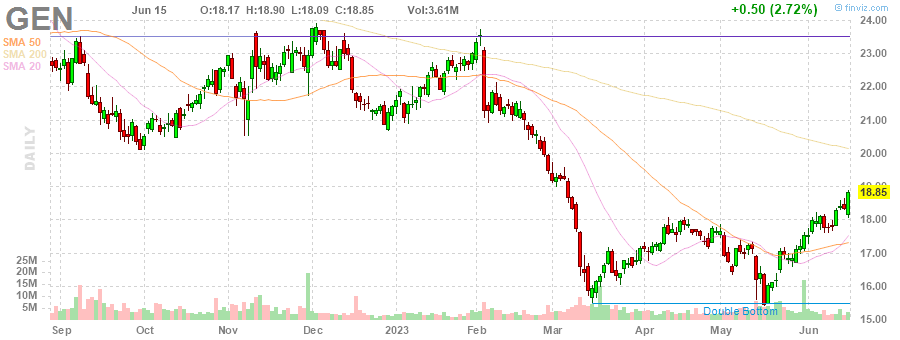 GEN Jun 15 O:18.17 H:18.90 L:18.09 C:18.85 Vol:3.61M +0.50 (2.72%) finviz.com
SMA 50
SMA 200
SMA 20
DAILY
24.00
23.00
22.00
21.00
20.00
19.00
18.85
18.00
17.00
16.00
15.00
25M
20M
15M
10M
5M
Double Bottom
Sep Oct Nov Dec 2023 Feb Mar Apr May Jun